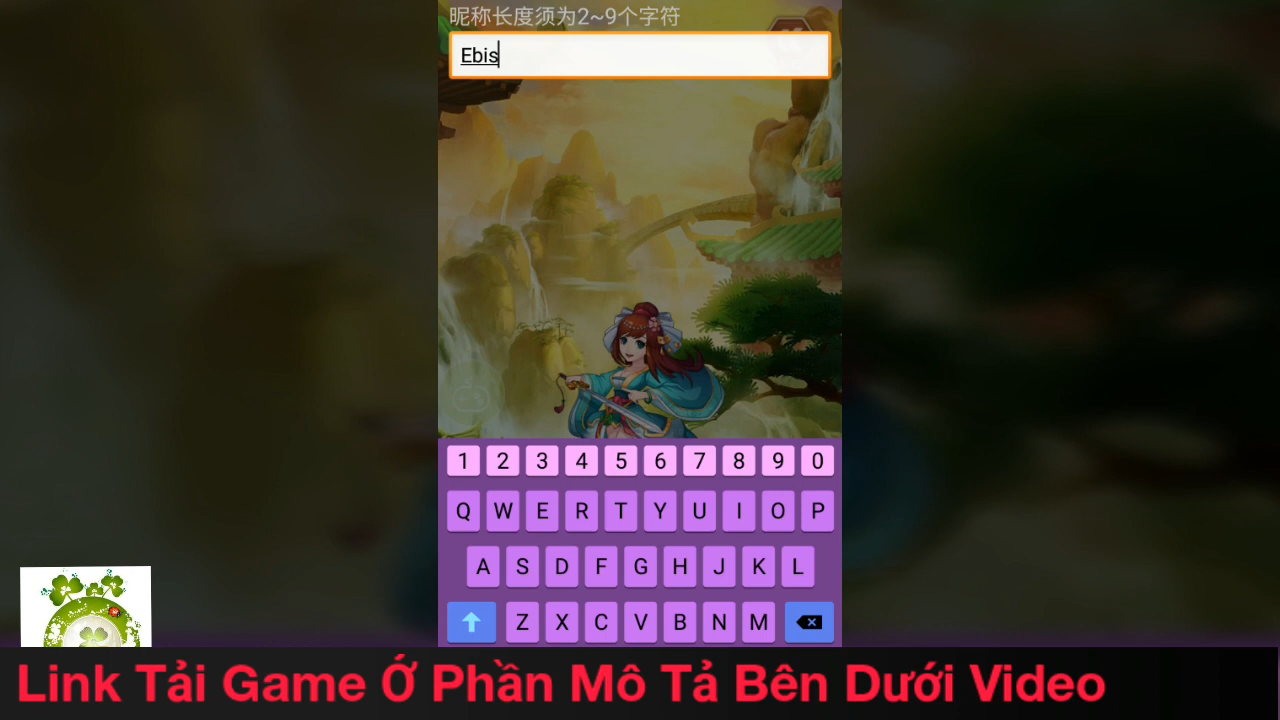 昵称长度须为2~9个字符
Ebis
1 2 3 4 5 6 7 8 9 0
Q W E R T Y U I O P
A S D F G H J K L
Z X C V B N M
Link Tải Game Ớ Phần Mô Tả Bên Dưới Video